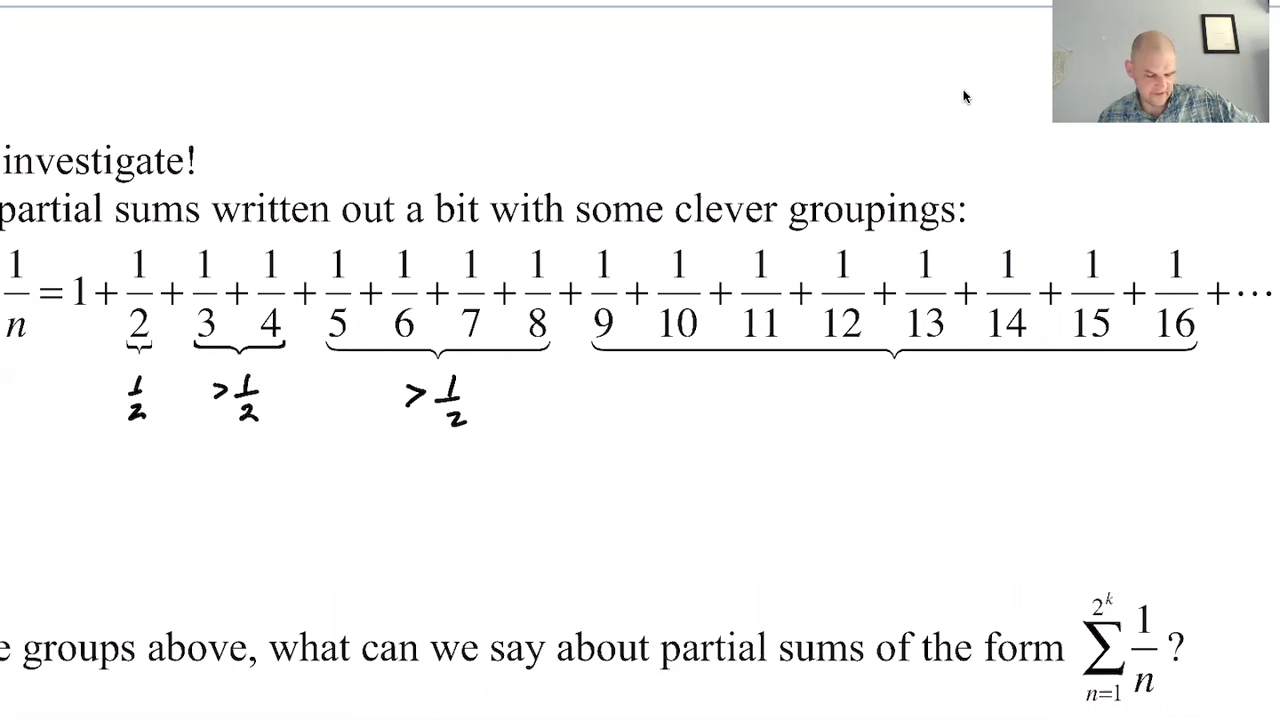 investigate!
partial sums written out a bit with some clever groupings:
1/n = 1 + 1/2 + 1/3 + 1/4 + 1/5 + 1/6 + 1/7 + 1/8 + 1/9 + 1/10 + 1/11 + 1/12 + 1/13 + 1/14 + 1/15 + 1/16 + ⋯
1/2 > 1/2 > 1/2
e groups above, what can we say about partial sums of the form ∑_{n=1}^{2^k} 1/n ?